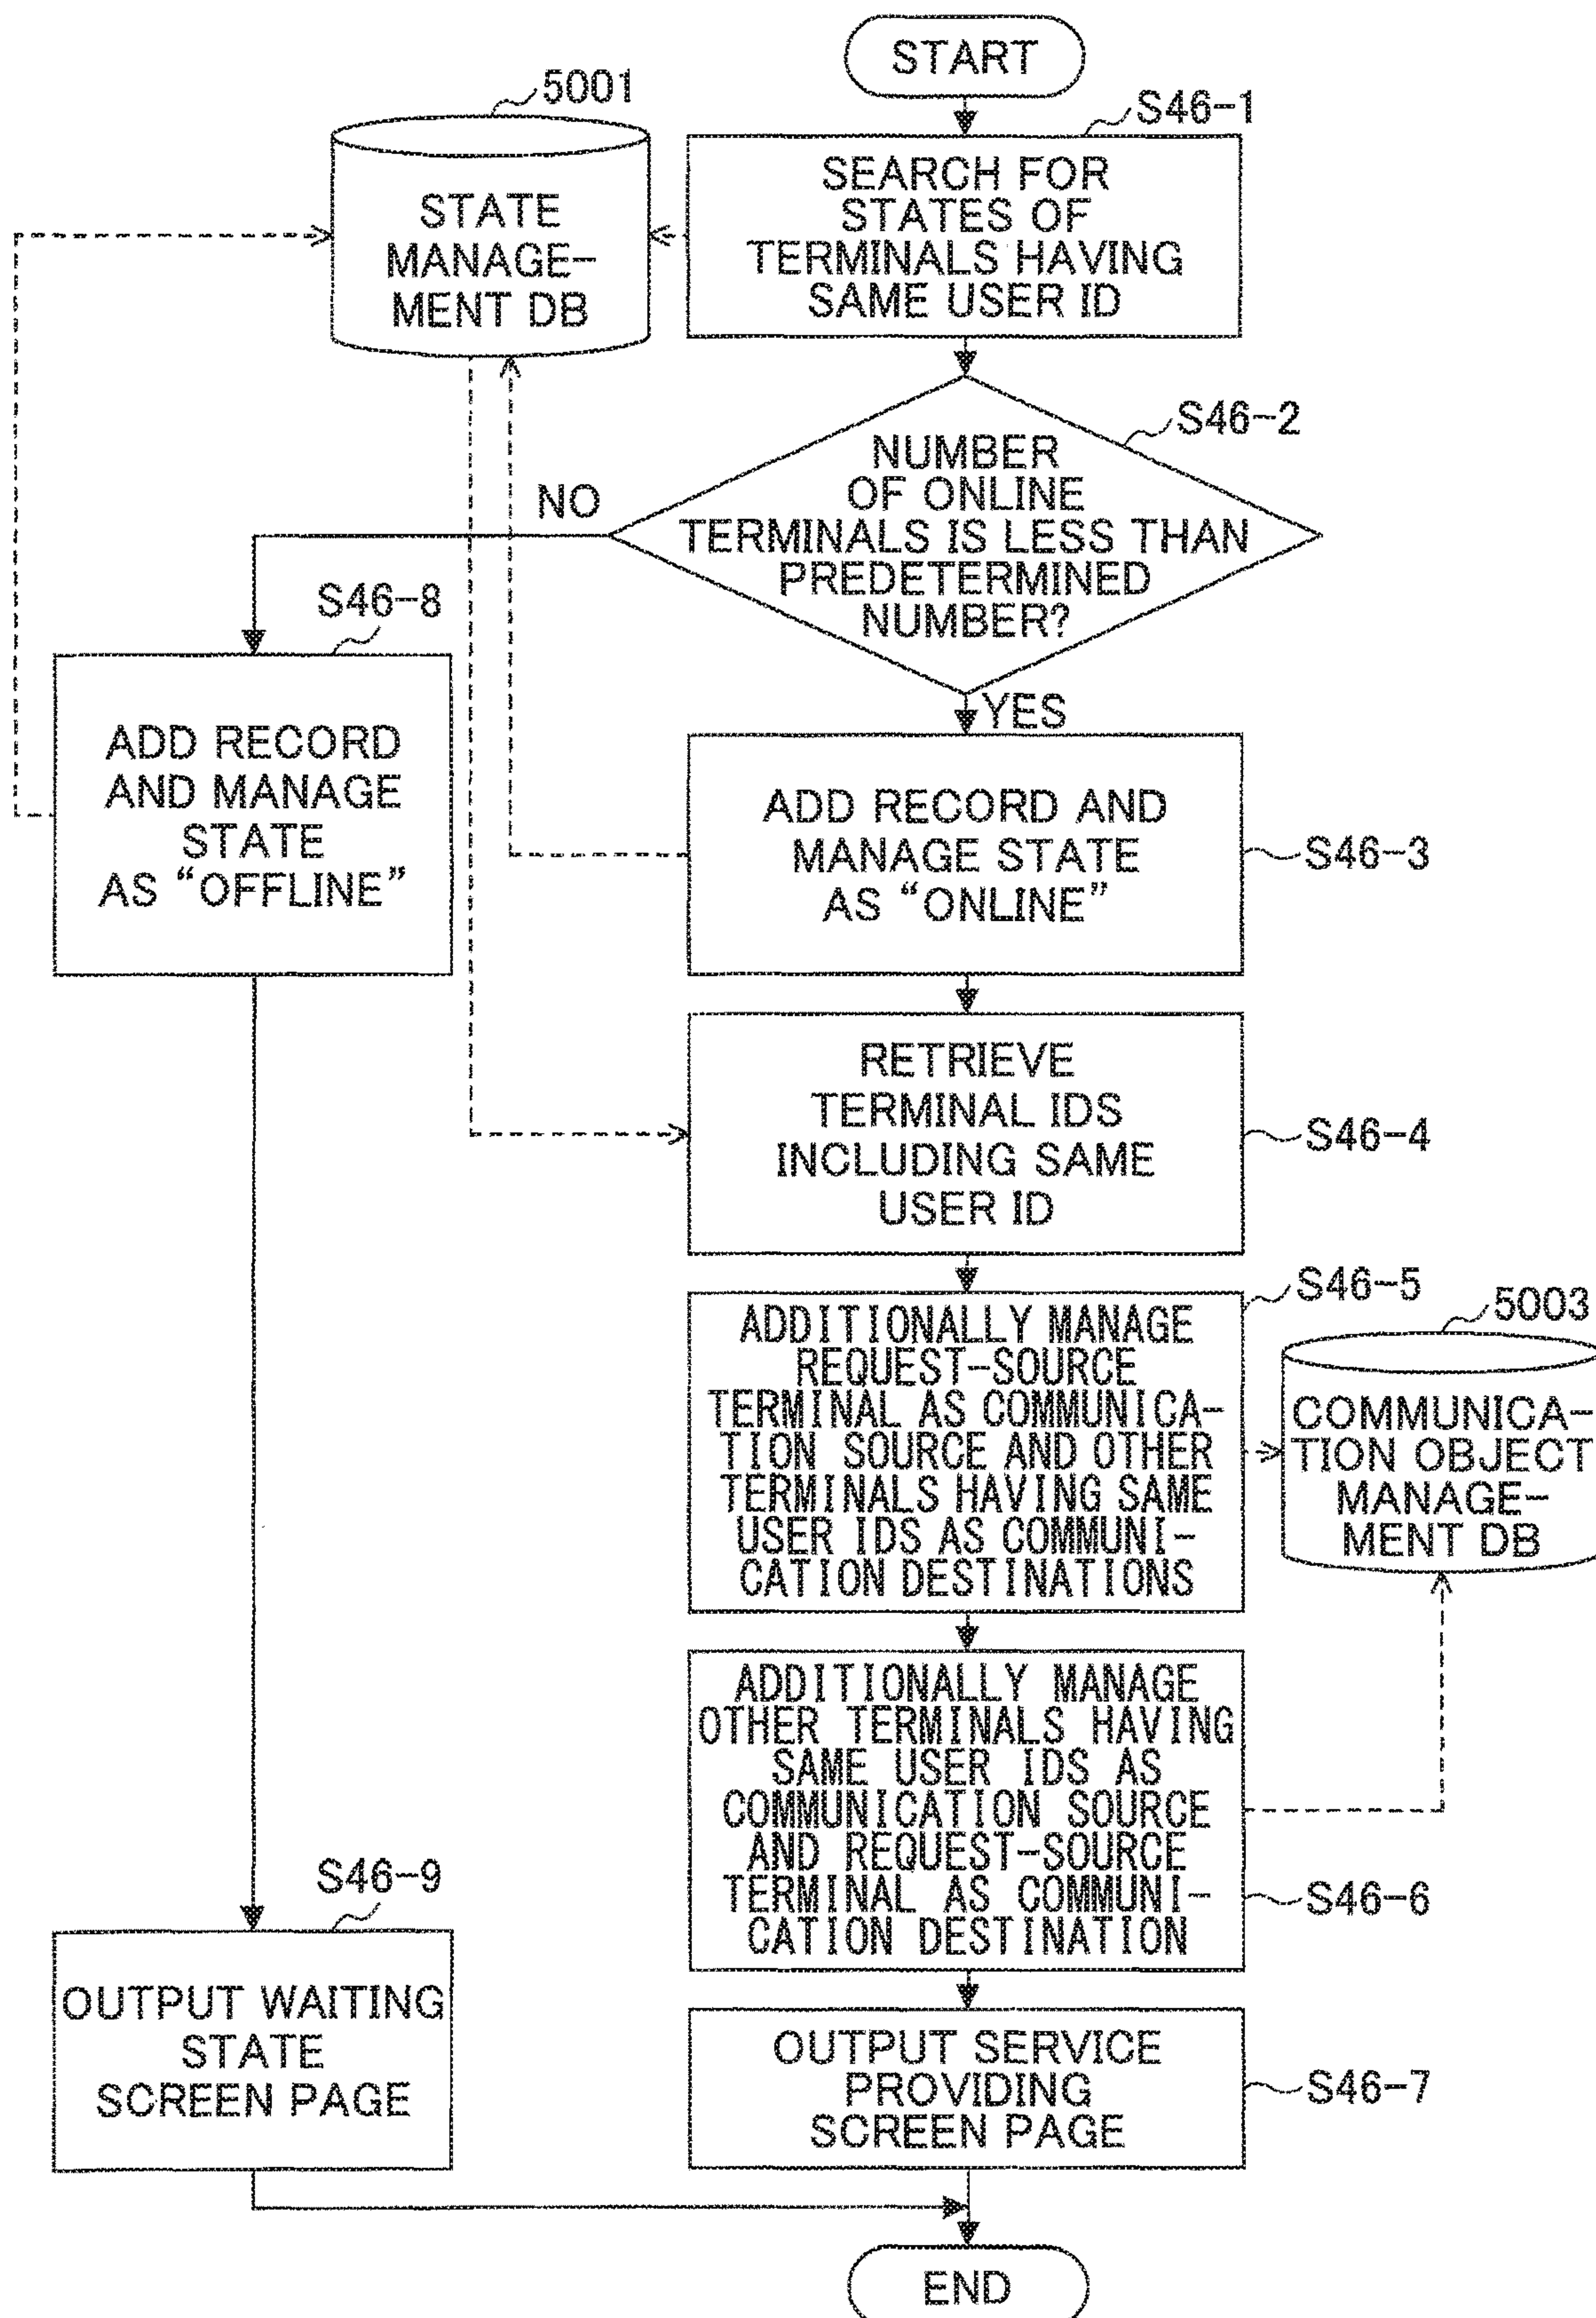 START
5001
S46-1
STATE
MANAGE-
MENT DB
SEARCH FOR
STATES OF
TERMINALS HAVING
SAME USER ID
S46-2
NUMBER
OF ONLINE
TERMINALS IS LESS THAN
PREDETERMINED
NUMBER?
NO
YES
S46-8
ADD RECORD
AND MANAGE
STATE
AS “OFFLINE”
ADD RECORD AND
MANAGE STATE
AS “ONLINE”
S46-3
RETRIEVE
TERMINAL IDS
INCLUDING SAME
USER ID
S46-4
S46-5
ADDITIONALLY MANAGE
REQUEST-SOURCE
TERMINAL AS COMMUNICA-
TION SOURCE AND OTHER
TERMINALS HAVING SAME
USER IDS AS COMMUNI-
CATION DESTINATIONS
5003
COMMUNICA-
TION OBJECT
MANAGE-
MENT DB
ADDITIONALLY MANAGE
OTHER TERMINALS HAVING
SAME USER IDS AS
COMMUNICATION SOURCE
AND REQUEST-SOURCE
TERMINAL AS COMMUNI-
CATION DESTINATION
S46-6
S46-9
OUTPUT WAITING
STATE
SCREEN PAGE
OUTPUT SERVICE
PROVIDING
SCREEN PAGE
S46-7
END